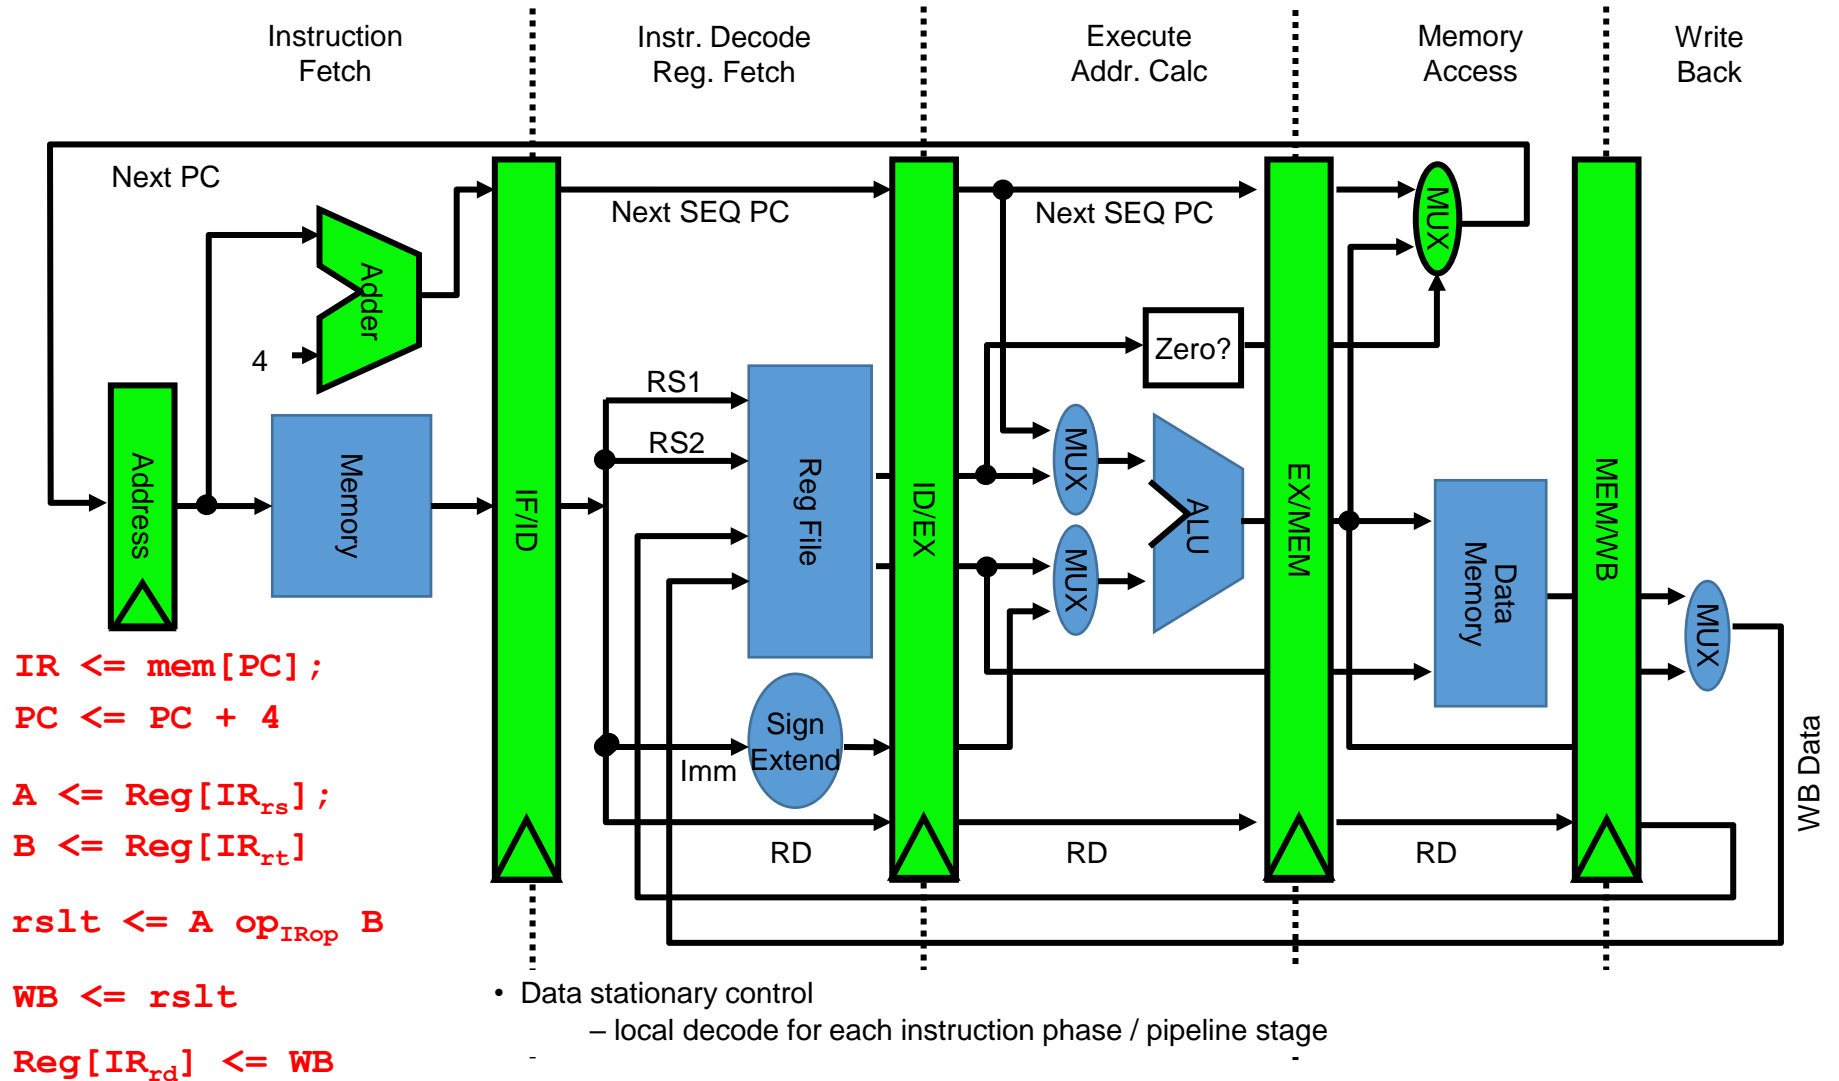 Instruction
Fetch
Instr. Decode
Reg. Fetch
Execute
Addr. Calc
Memory
Access
Write
Back
Next PC
Next SEQ PC
Next SEQ PC
MUX
Adder
4
Zero?
RS1
RS2
Address
Memory
IF/ID
Reg File
ID/EX
MUX
MUX
ALU
EX/MEM
Data
Memory
MEM/WB
MUX
Sign
Extend
Imm
RD
RD
RD
WB Data
IR <= mem[PC];
PC <= PC + 4
A <= Reg[IRrs];
B <= Reg[IRrt]
rslt <= A opIRop B
WB <= rslt
Reg[IRrd] <= WB
• Data stationary control
– local decode for each instruction phase / pipeline stage